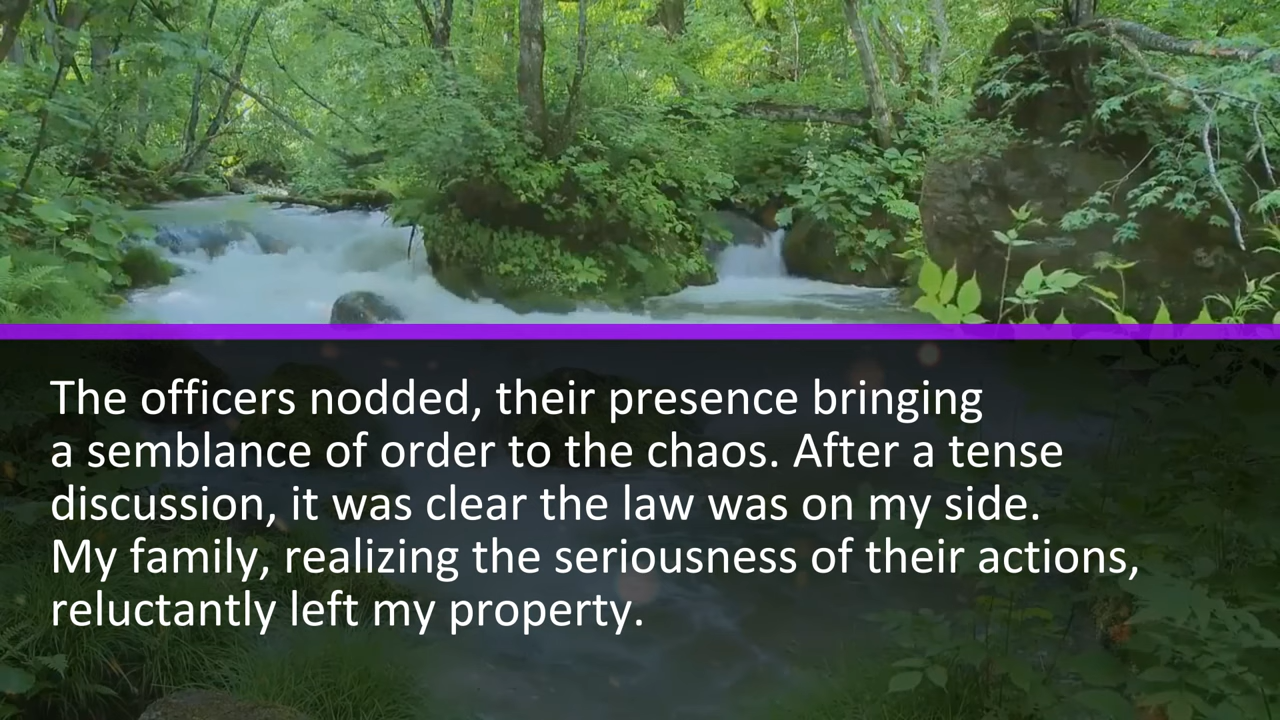 The officers nodded, their presence bringing
a semblance of order to the chaos. After a tense
discussion, it was clear the law was on my side.
My family, realizing the seriousness of their actions,
reluctantly left my property.